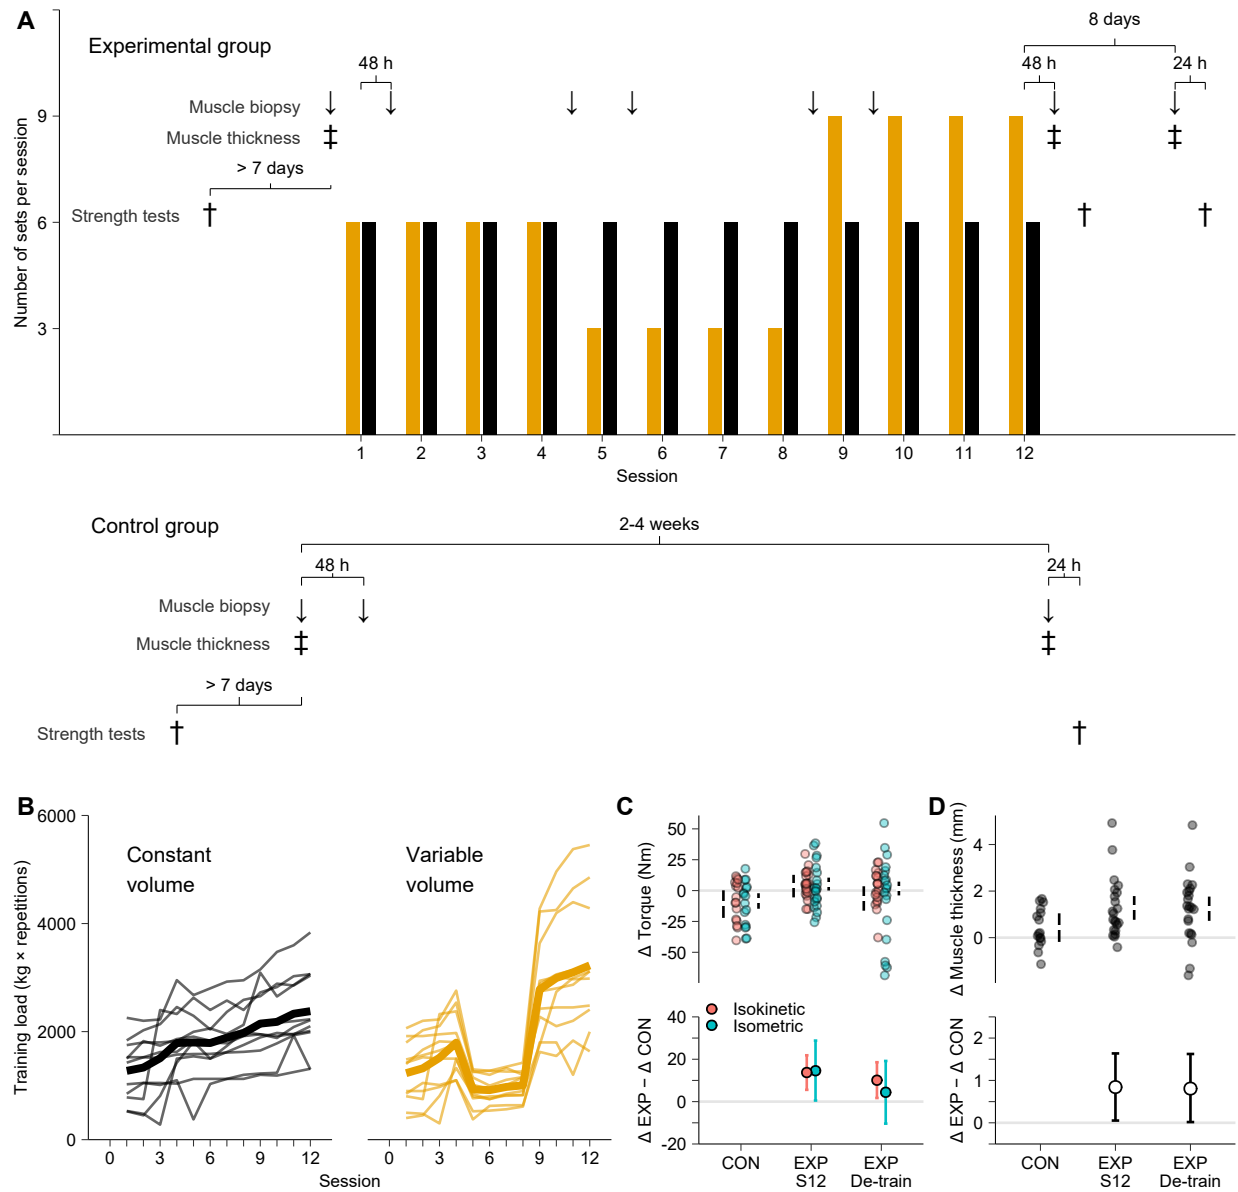 A
Experimental group
8 days
48 h
48 h
24 h
Muscle biopsy
↓ ↓ ↓ ↓ ↓ ↓ ↓ ↓
Muscle thickness
‡ ‡ ‡
> 7 days
Strength tests
† † †
Number of sets per session
9
6
3
1 2 3 4 5 6 7 8 9 10 11 12
Session
Control group
2-4 weeks
48 h
24 h
Muscle biopsy
↓ ↓ ↓
Muscle thickness
‡ ‡
> 7 days
Strength tests
† †
B
Training load (kg × repetitions)
6000
4000
2000
0
Constant
volume
Variable
volume
0 3 6 9 12
0 3 6 9 12
Session
C
Δ Torque (Nm)
50
25
0
-25
-50
Isokinetic
Isometric
Δ EXP − Δ CON
40
20
0
-20
CON
EXP
S12
EXP
De-train
D
Δ Muscle thickness (mm)
4
2
0
Δ EXP − Δ CON
2
1
0
CON
EXP
S12
EXP
De-train